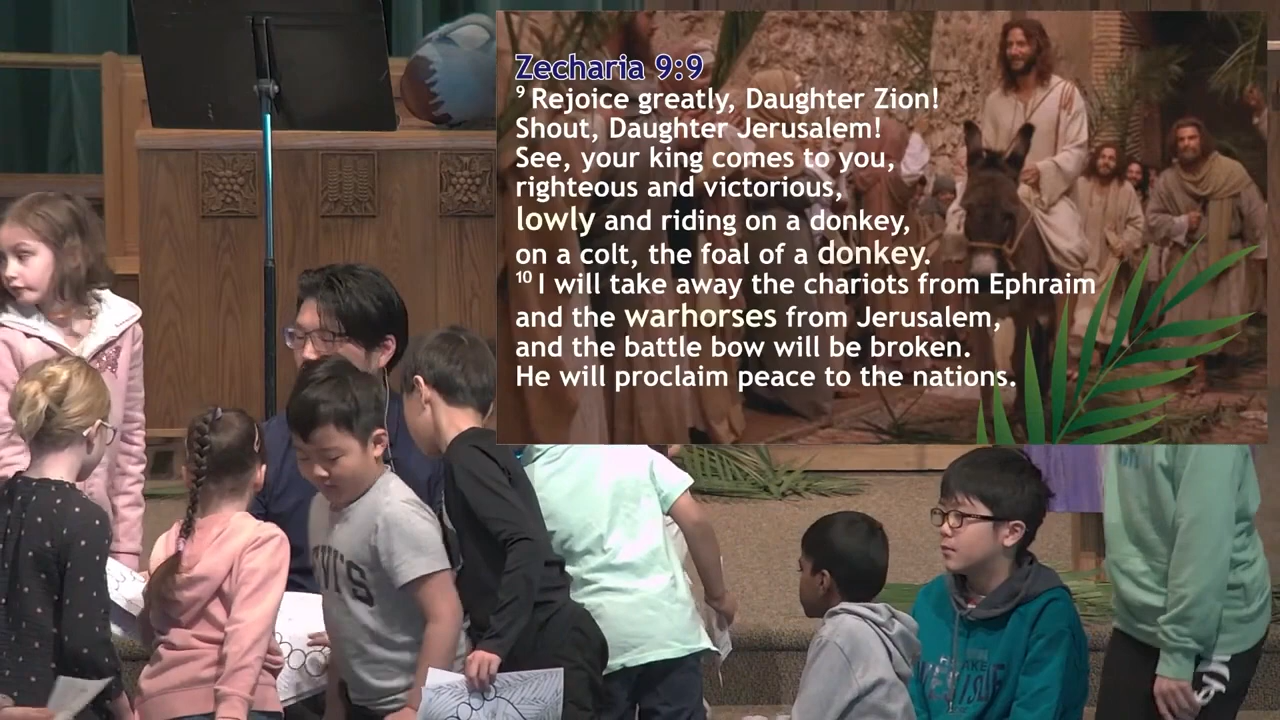 Zecharia 9:9
9 Rejoice greatly, Daughter Zion!
Shout, Daughter Jerusalem!
See, your king comes to you,
righteous and victorious,
lowly and riding on a donkey,
on a colt, the foal of a donkey.
10 I will take away the chariots from Ephraim
and the warhorses from Jerusalem,
and the battle bow will be broken.
He will proclaim peace to the nations.